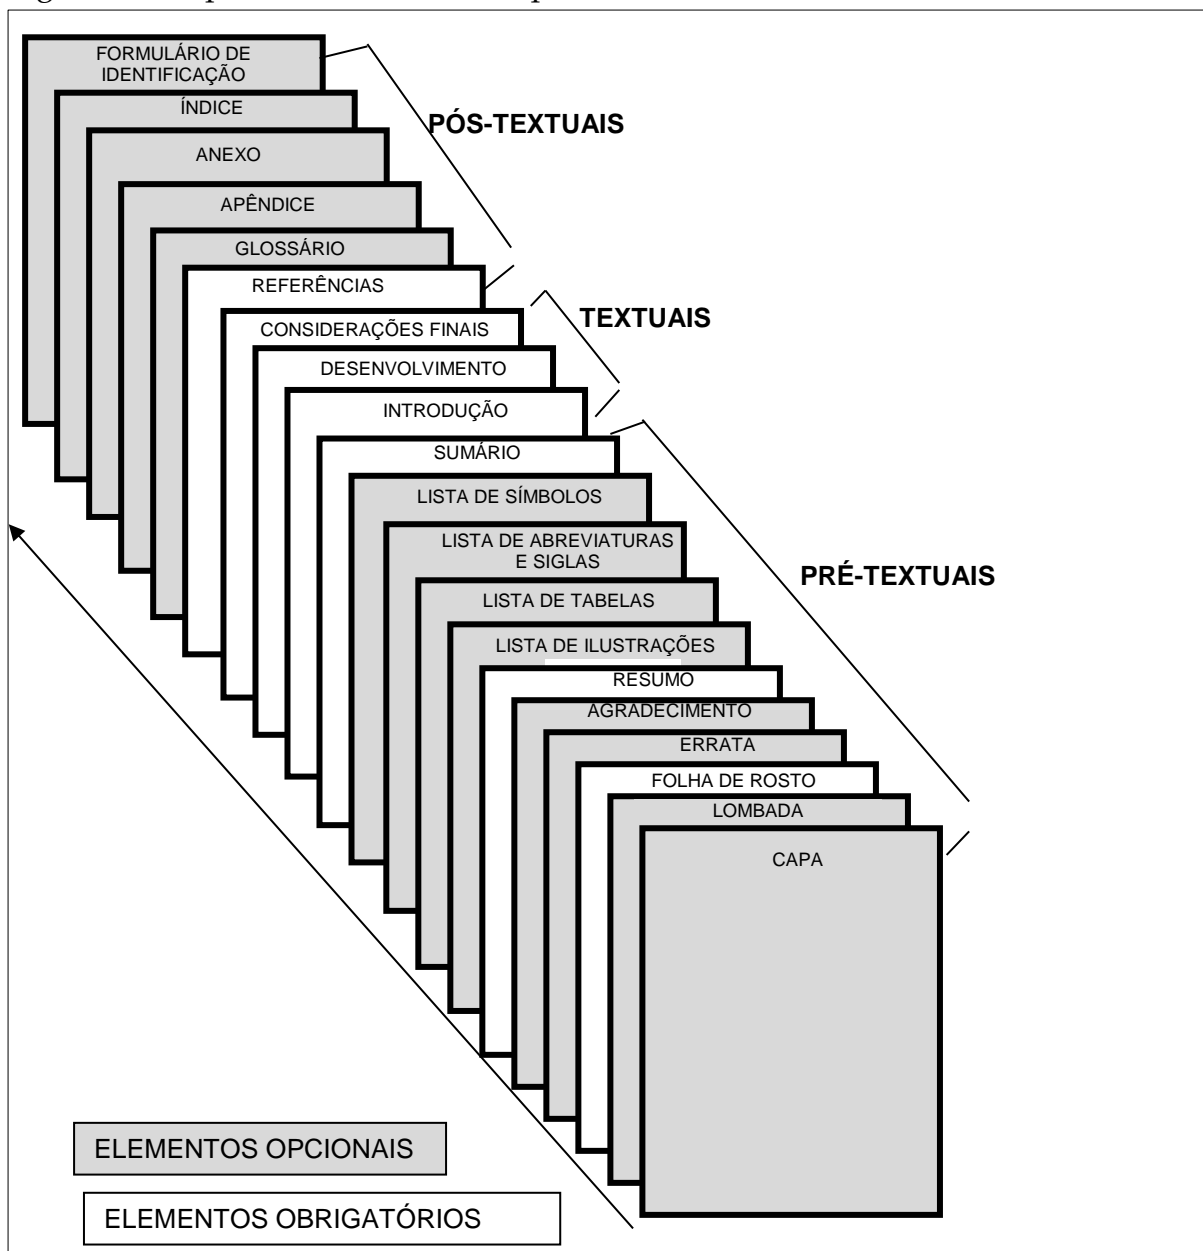 FORMULÁRIO DE
IDENTIFICAÇÃO
ÍNDICE
PÓS-TEXTUAIS
ANEXO
APÊNDICE
GLOSSÁRIO
REFERÊNCIAS
TEXTUAIS
CONSIDERAÇÕES FINAIS
DESENVOLVIMENTO
INTRODUÇÃO
SUMÁRIO
LISTA DE SÍMBOLOS
LISTA DE ABREVIATURAS
E SIGLAS
PRÉ-TEXTUAIS
LISTA DE TABELAS
LISTA DE ILUSTRAÇÕES
RESUMO
AGRADECIMENTO
ERRATA
FOLHA DE ROSTO
LOMBADA
CAPA
ELEMENTOS OPCIONAIS
ELEMENTOS OBRIGATÓRIOS